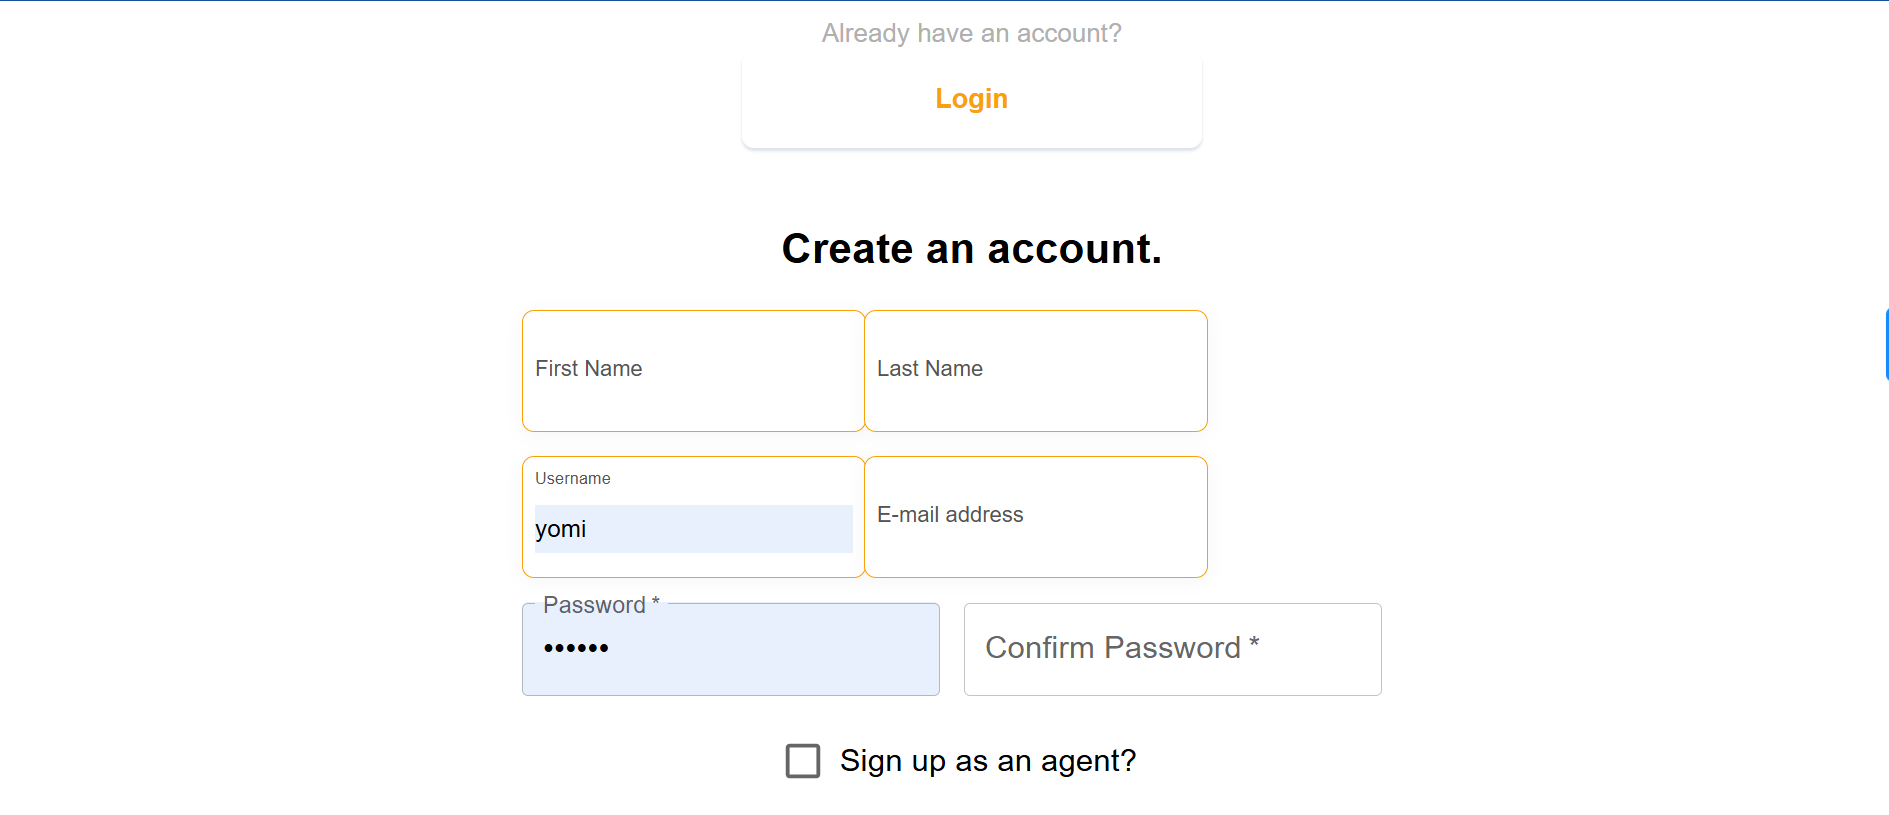 Already have an account?
Login
Create an account.
First Name
Last Name
Username
yomi
E-mail address
Password *
••••••
Confirm Password *
Sign up as an agent?